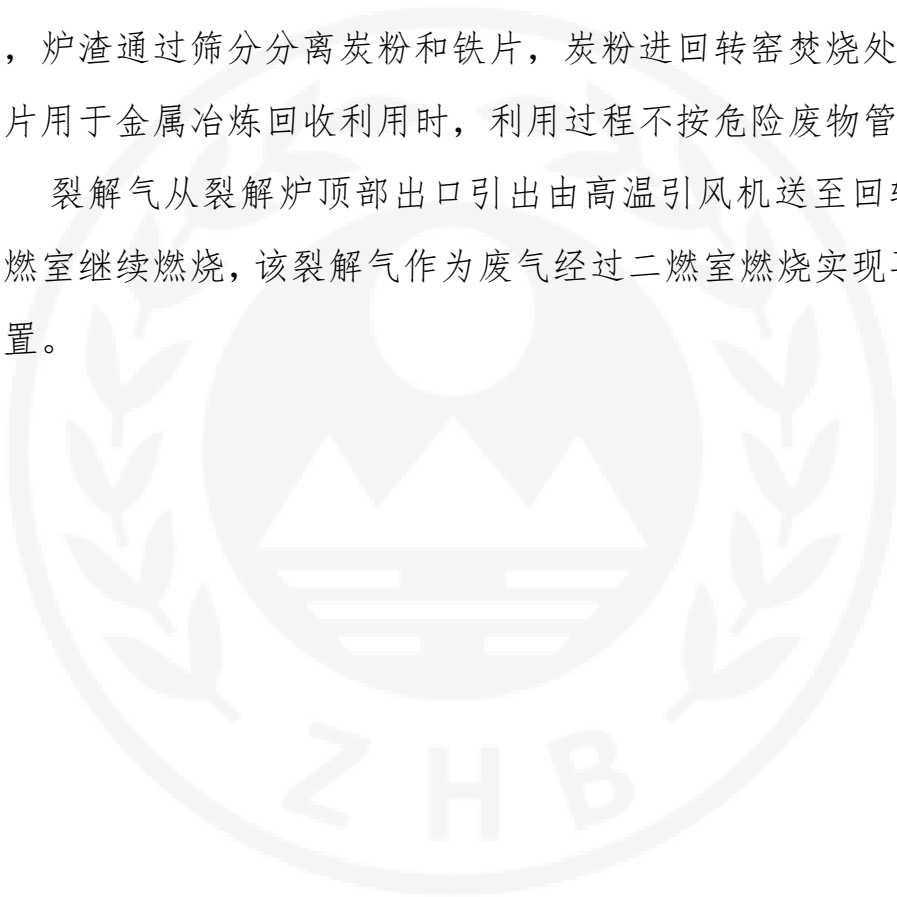 ，炉渣通过筛分分离炭粉和铁片，炭粉进回转窑焚烧处
片用于金属冶炼回收利用时，利用过程不按危险废物管
裂解气从裂解炉顶部出口引出由高温引风机送至回
燃室继续燃烧，该裂解气作为废气经过二燃室燃烧实现
置。
ZHB